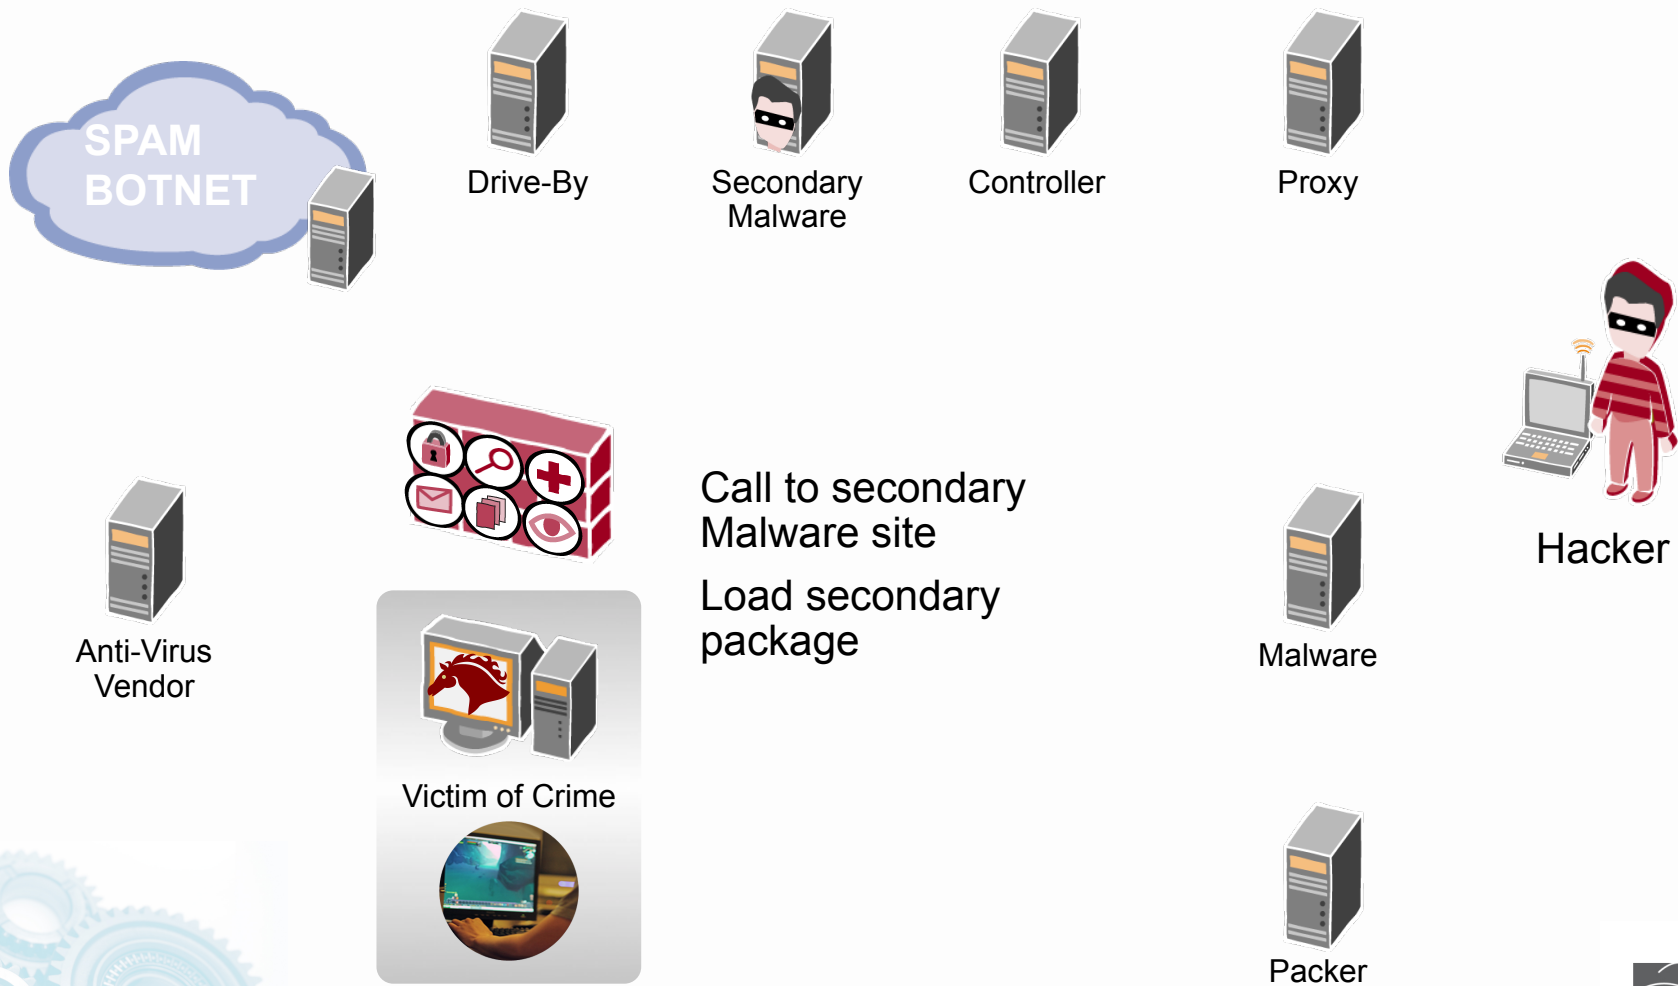 SPAM
BOTNET
Drive-By
Secondary
Malware
Controller
Proxy
Hacker
Call to secondary
Malware site
Load secondary
package
Anti-Virus
Vendor
Malware
Victim of Crime
Packer